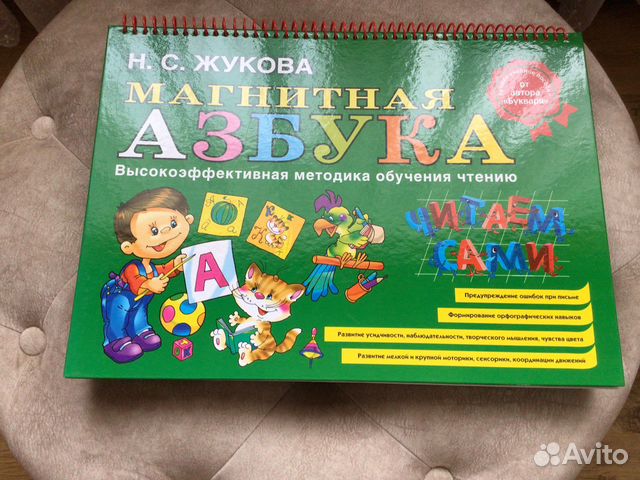 Н. С. ЖУКОВА
МАГНИТНАЯ
АЗБУКА
Высокоэффективная методика обучения чтению
от
автора
«Букваря»
ЧИТАЕМ
САМИ
А
Предупреждение ошибок при письме
Формирование орфографических навыков
Развитие усидчивости, наблюдательности, творческого мышления, чувства цвета
Развитие мелкой и крупной моторики, сенсорики, координации движений
Avito